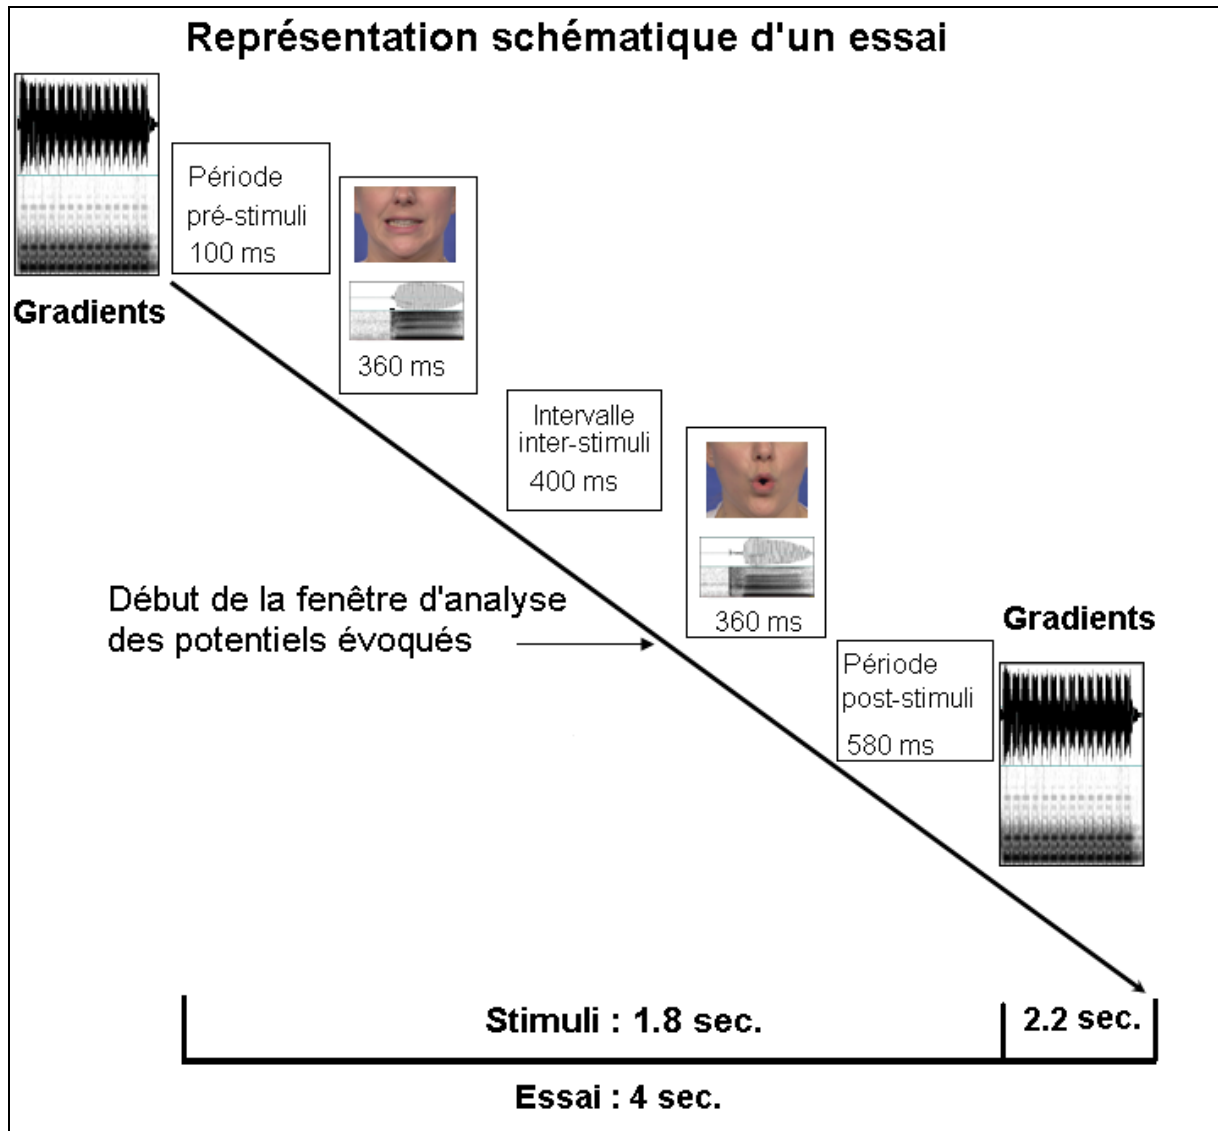 Représentation schématique d'un essai
Gradients
Période
pré-stimuli
100 ms
360 ms
Intervalle
inter-stimuli
400 ms
360 ms
Début de la fenêtre d'analyse
des potentiels évoqués
Gradients
Période
post-stimuli
580 ms
Stimuli : 1.8 sec.
2.2 sec.
Essai : 4 sec.